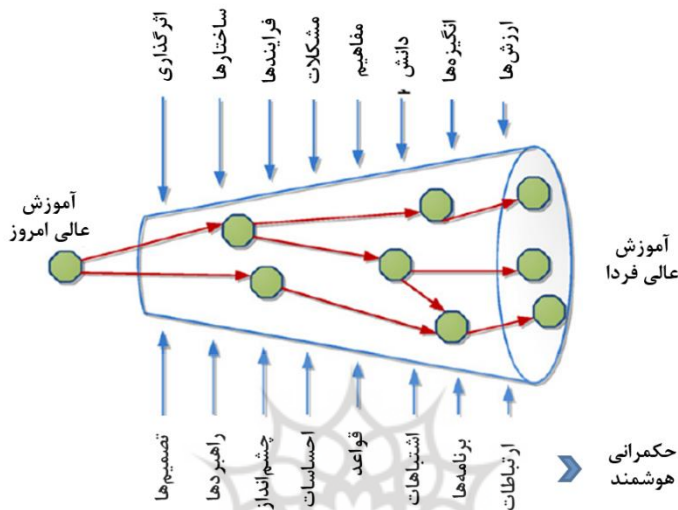 ارزش‌ها
انگیزه‌ها
دانش
مفاهیم
مشکلات
فرایندها
ساختارها
اثرگذاری
آموزش
عالی امروز
آموزش
عالی فردا
ارتباطات
برنامه‌ها
اشتباهات
قواعد
احساسات
چشم‌انداز
راهبردها
تصمیم‌ها
حکمرانی
هوشمند